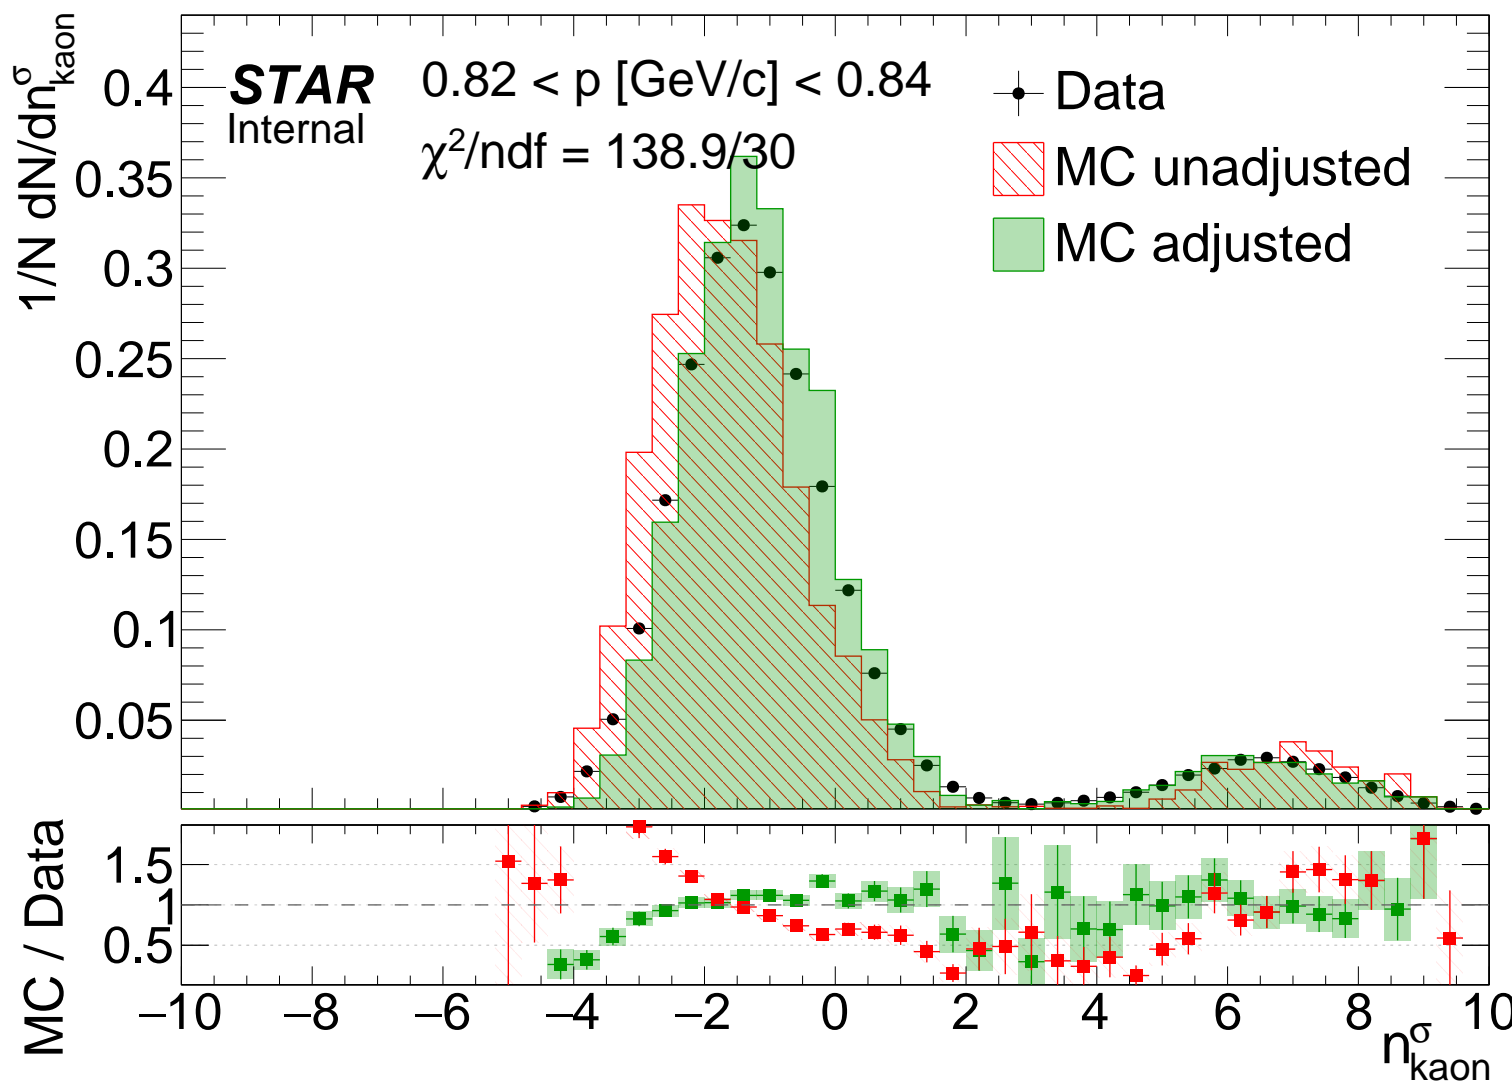 1/N dN/dn^σ_kaon
STAR
Internal
0.82 < p [GeV/c] < 0.84
χ²/ndf = 138.9/30
Data
MC unadjusted
MC adjusted
0.4
0.35
0.3
0.25
0.2
0.15
0.1
0.05
MC / Data
1.5
1
0.5
−10 −8 −6 −4 −2 0 2 4 6 8 10
n^σ_kaon